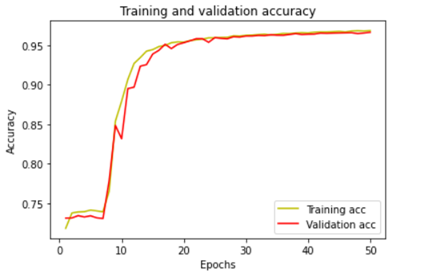 Training and validation accuracy
Accuracy
0.95
0.90
0.85
0.80
0.75
Training acc
Validation acc
0 10 20 30 40 50
Epochs